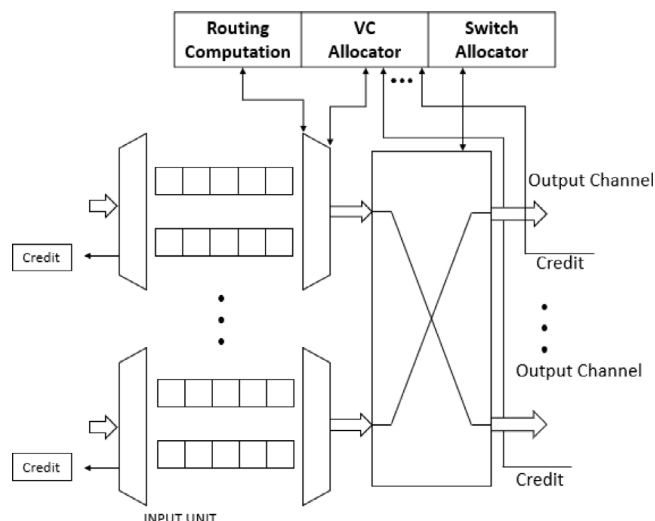 Routing Computation
VC Allocator
Switch Allocator
Output Channel
Credit
Credit
Output Channel
Credit
Credit
INPUT UNIT